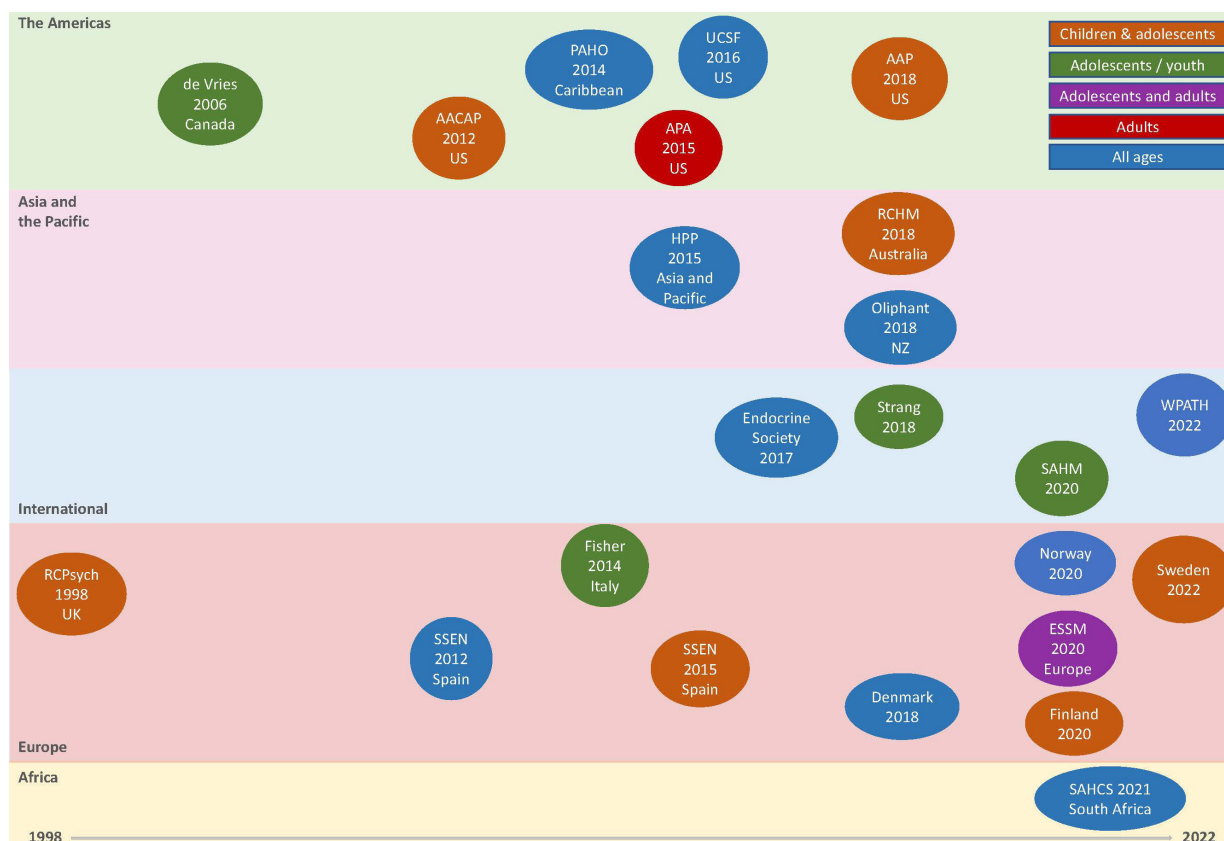 The Americas
de Vries
2006
Canada
AACAP
2012
US
PAHO
2014
Caribbean
UCSF
2016
US
APA
2015
US
AAP
2018
US
Children & adolescents
Adolescents / youth
Adolescents and adults
Adults
All ages
Asia and
the Pacific
HPP
2015
Asia and
Pacific
RCHM
2018
Australia
Oliphant
2018
NZ
Endocrine
Society
2017
Strang
2018
SAHM
2020
WPATH
2022
International
RCPsych
1998
UK
Fisher
2014
Italy
SSEN
2012
Spain
SSEN
2015
Spain
Denmark
2018
Norway
2020
Sweden
2022
ESSM
2020
Europe
Finland
2020
Europe
Africa
SAHCS 2021
South Africa
1998
2022